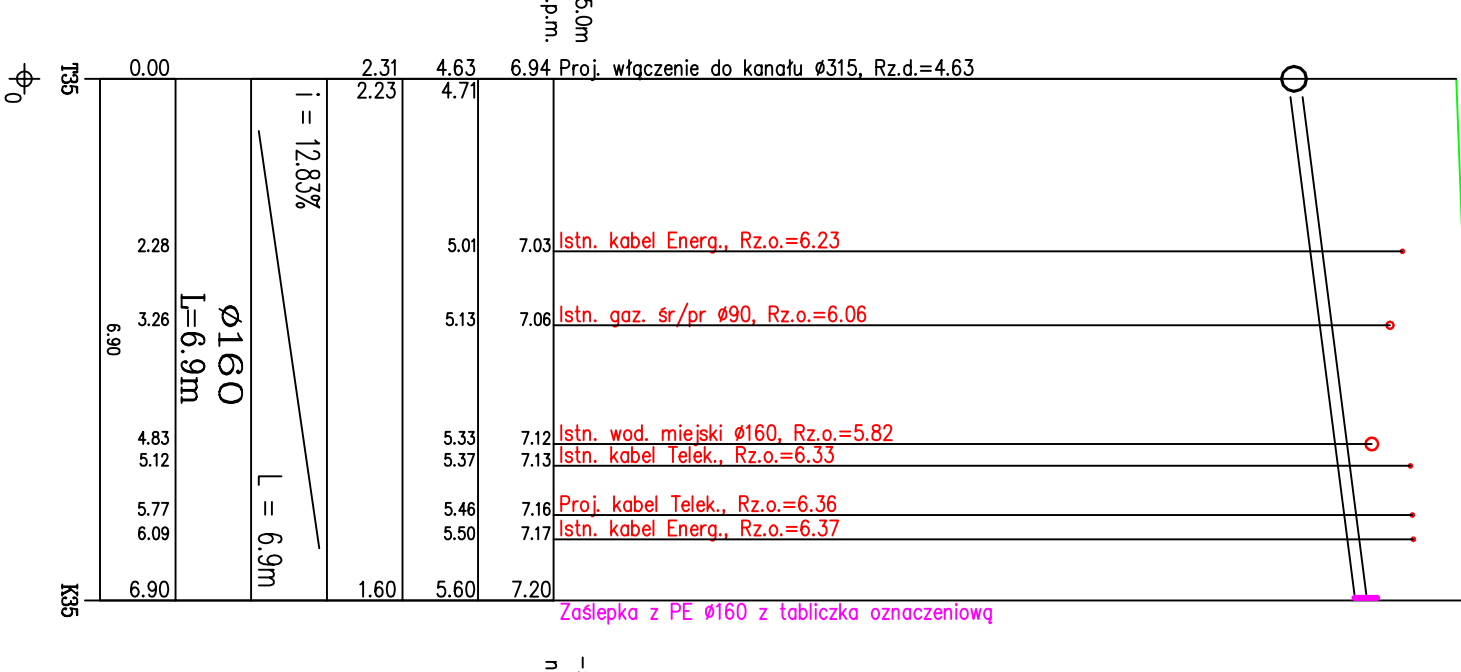 5.0m
p.m.
T35 0.00 2.31 4.63 6.94 Proj. włączenie do kanału Ø315, Rz.d.=4.63
2.23 4.71
0
i = 12.83%
2.28 5.01 7.03 Istn. kabel Energ., Rz.o.=6.23
3.26 5.13 7.06 Istn. gaz. śr/pr Ø90, Rz.o.=6.06
6.90
Ø160
L=6.9m
4.83 5.33 7.12 Istn. wod. miejski Ø160, Rz.o.=5.82
5.12 5.37 7.13 Istn. kabel Telek., Rz.o.=6.33
5.77 5.46 7.16 Proj. kabel Telek., Rz.o.=6.36
6.09 5.50 7.17 Istn. kabel Energ., Rz.o.=6.37
L = 6.9m
K35 6.90 1.60 5.60 7.20
Zaślepka z PE Ø160 z tabliczka oznaczeniową